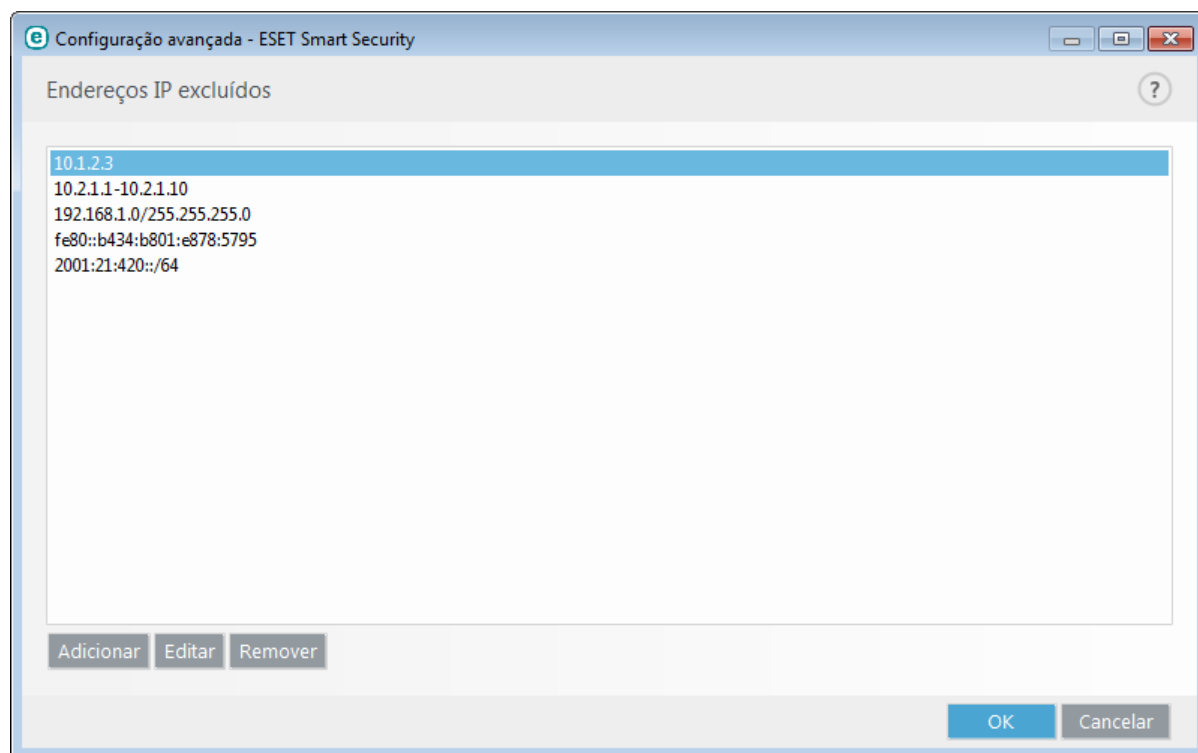 e Configuração avançada - ESET Smart Security
Endereços IP excluídos ?
10.1.2.3
10.2.1.1-10.2.1.10
192.168.1.0/255.255.255.0
fe80::b434:b801:e878:5795
2001:21:420::/64
Adicionar Editar Remover
OK Cancelar